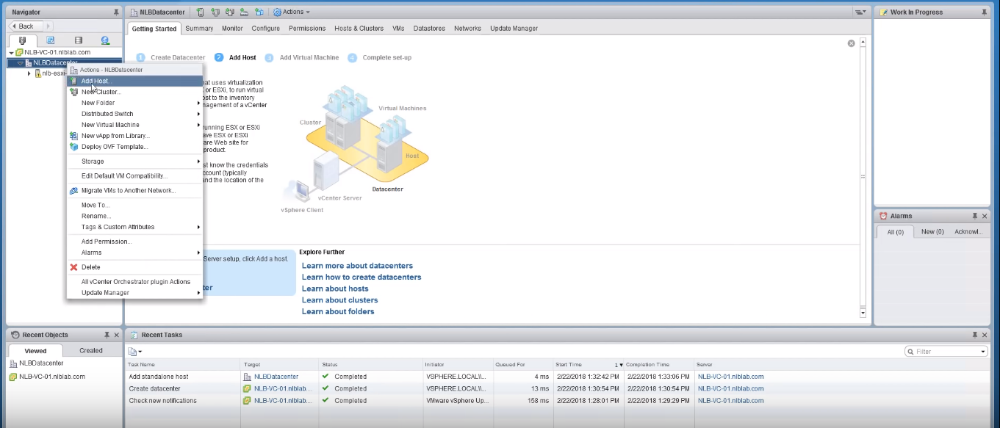 Navigator
Back
NLB-VC-01.nlblab.com
NLBDatacenter
nlb-esxi-
Actions - NLBDatacenter
Add Host...
New Cluster...
New Folder
Distributed Switch
New Virtual Machine
New vApp from Library...
Deploy OVF Template...
Storage
Edit Default VM Compatibility...
Migrate VMs to Another Network...
Move To...
Rename...
Tags & Custom Attributes
Add Permission...
Alarms
Delete
All vCenter Orchestrator plugin Actions
Update Manager
NLBDatacenter Actions
Getting Started Summary Monitor Configure Permissions Hosts & Clusters VMs Datastores Networks Update Manager
1 Create Datacenter 2 Add Host 3 Add Virtual Machine 4 Complete set-up
hat uses virtualization
or ESXi, to run virtual
ost to the inventory
nagement of a vCenter
running ESX or ESXi
ave ESX or ESXi
are Web site for
product.
st know the credentials
ccount (typically
and the location of the
Virtual Machines
Cluster
Host
Datacenter
vCenter Server
vSphere Client
Server setup, click Add a host.
ter
Explore Further
Learn more about datacenters
Learn how to create datacenters
Learn about hosts
Learn about clusters
Learn about folders
Work In Progress
Alarms
All (0) New (0) Acknowl...
Recent Objects
Viewed Created
NLBDatacenter
NLB-VC-01.nlblab.com
Recent Tasks
Filter
Task Name Target Status Initiator Queued For Start Time 1 ▼ Completion Time Server
Add standalone host NLBDatacenter Completed VSPHERE.LOCAL\\... 4 ms 2/22/2018 1:32:42 PM 2/22/2018 1:33:06 PM NLB-VC-01.nlblab.com
Create datacenter NLB-VC-01.nlblab.... Completed VSPHERE.LOCAL\\... 13 ms 2/22/2018 1:30:54 PM 2/22/2018 1:30:54 PM NLB-VC-01.nlblab.com
Check new notifications NLB-VC-01.nlblab.... Completed VMware vSphere Up... 158 ms 2/22/2018 1:28:01 PM 2/22/2018 1:29:29 PM NLB-VC-01.nlblab.com